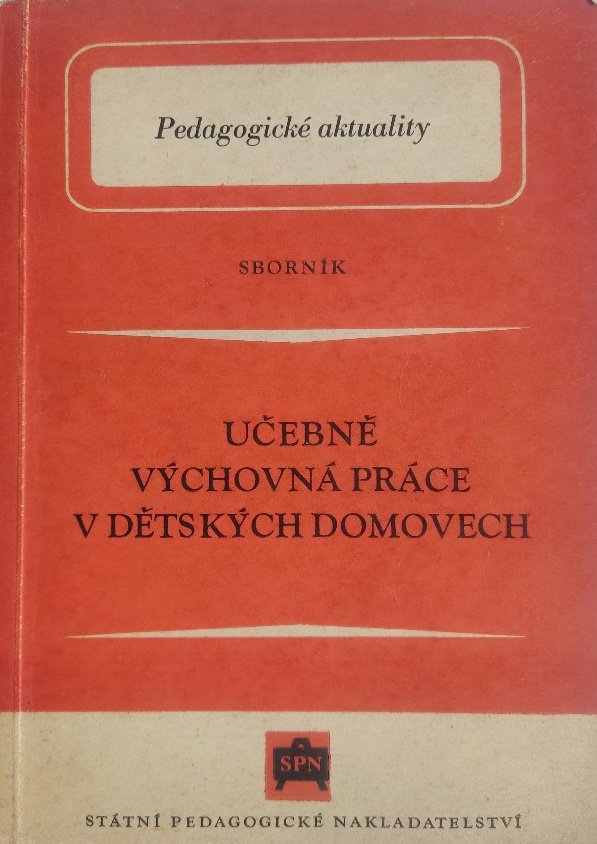 Pedagogické aktuality
SBORNÍK
UČEBNĚ
VÝCHOVNÁ PRÁCE
V DĚTSKÝCH DOMOVECH
SPN
STÁTNÍ PEDAGOGICKÉ NAKLADATELSTVÍ